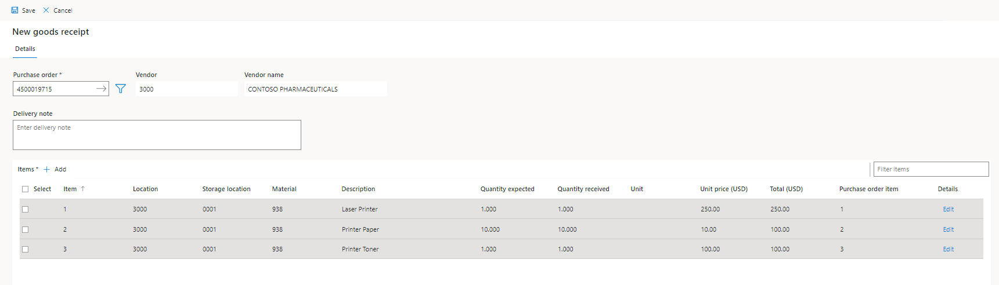 Save Cancel
New goods receipt
Details
Purchase order * Vendor Vendor name
4500019715 3000 CONTOSO PHARMACEUTICALS
Delivery note
Enter delivery note
Items * + Add Filter items
Select Item ↑ Location Storage location Material Description Quantity expected Quantity received Unit Unit price (USD) Total (USD) Purchase order item Details
1 3000 0001 938 Laser Printer 1.000 1.000 250.00 250.00 1 Edit
2 3000 0001 938 Printer Paper 10.000 10.000 10.00 100.00 2 Edit
3 3000 0001 938 Printer Toner 1.000 1.000 100.00 100.00 3 Edit